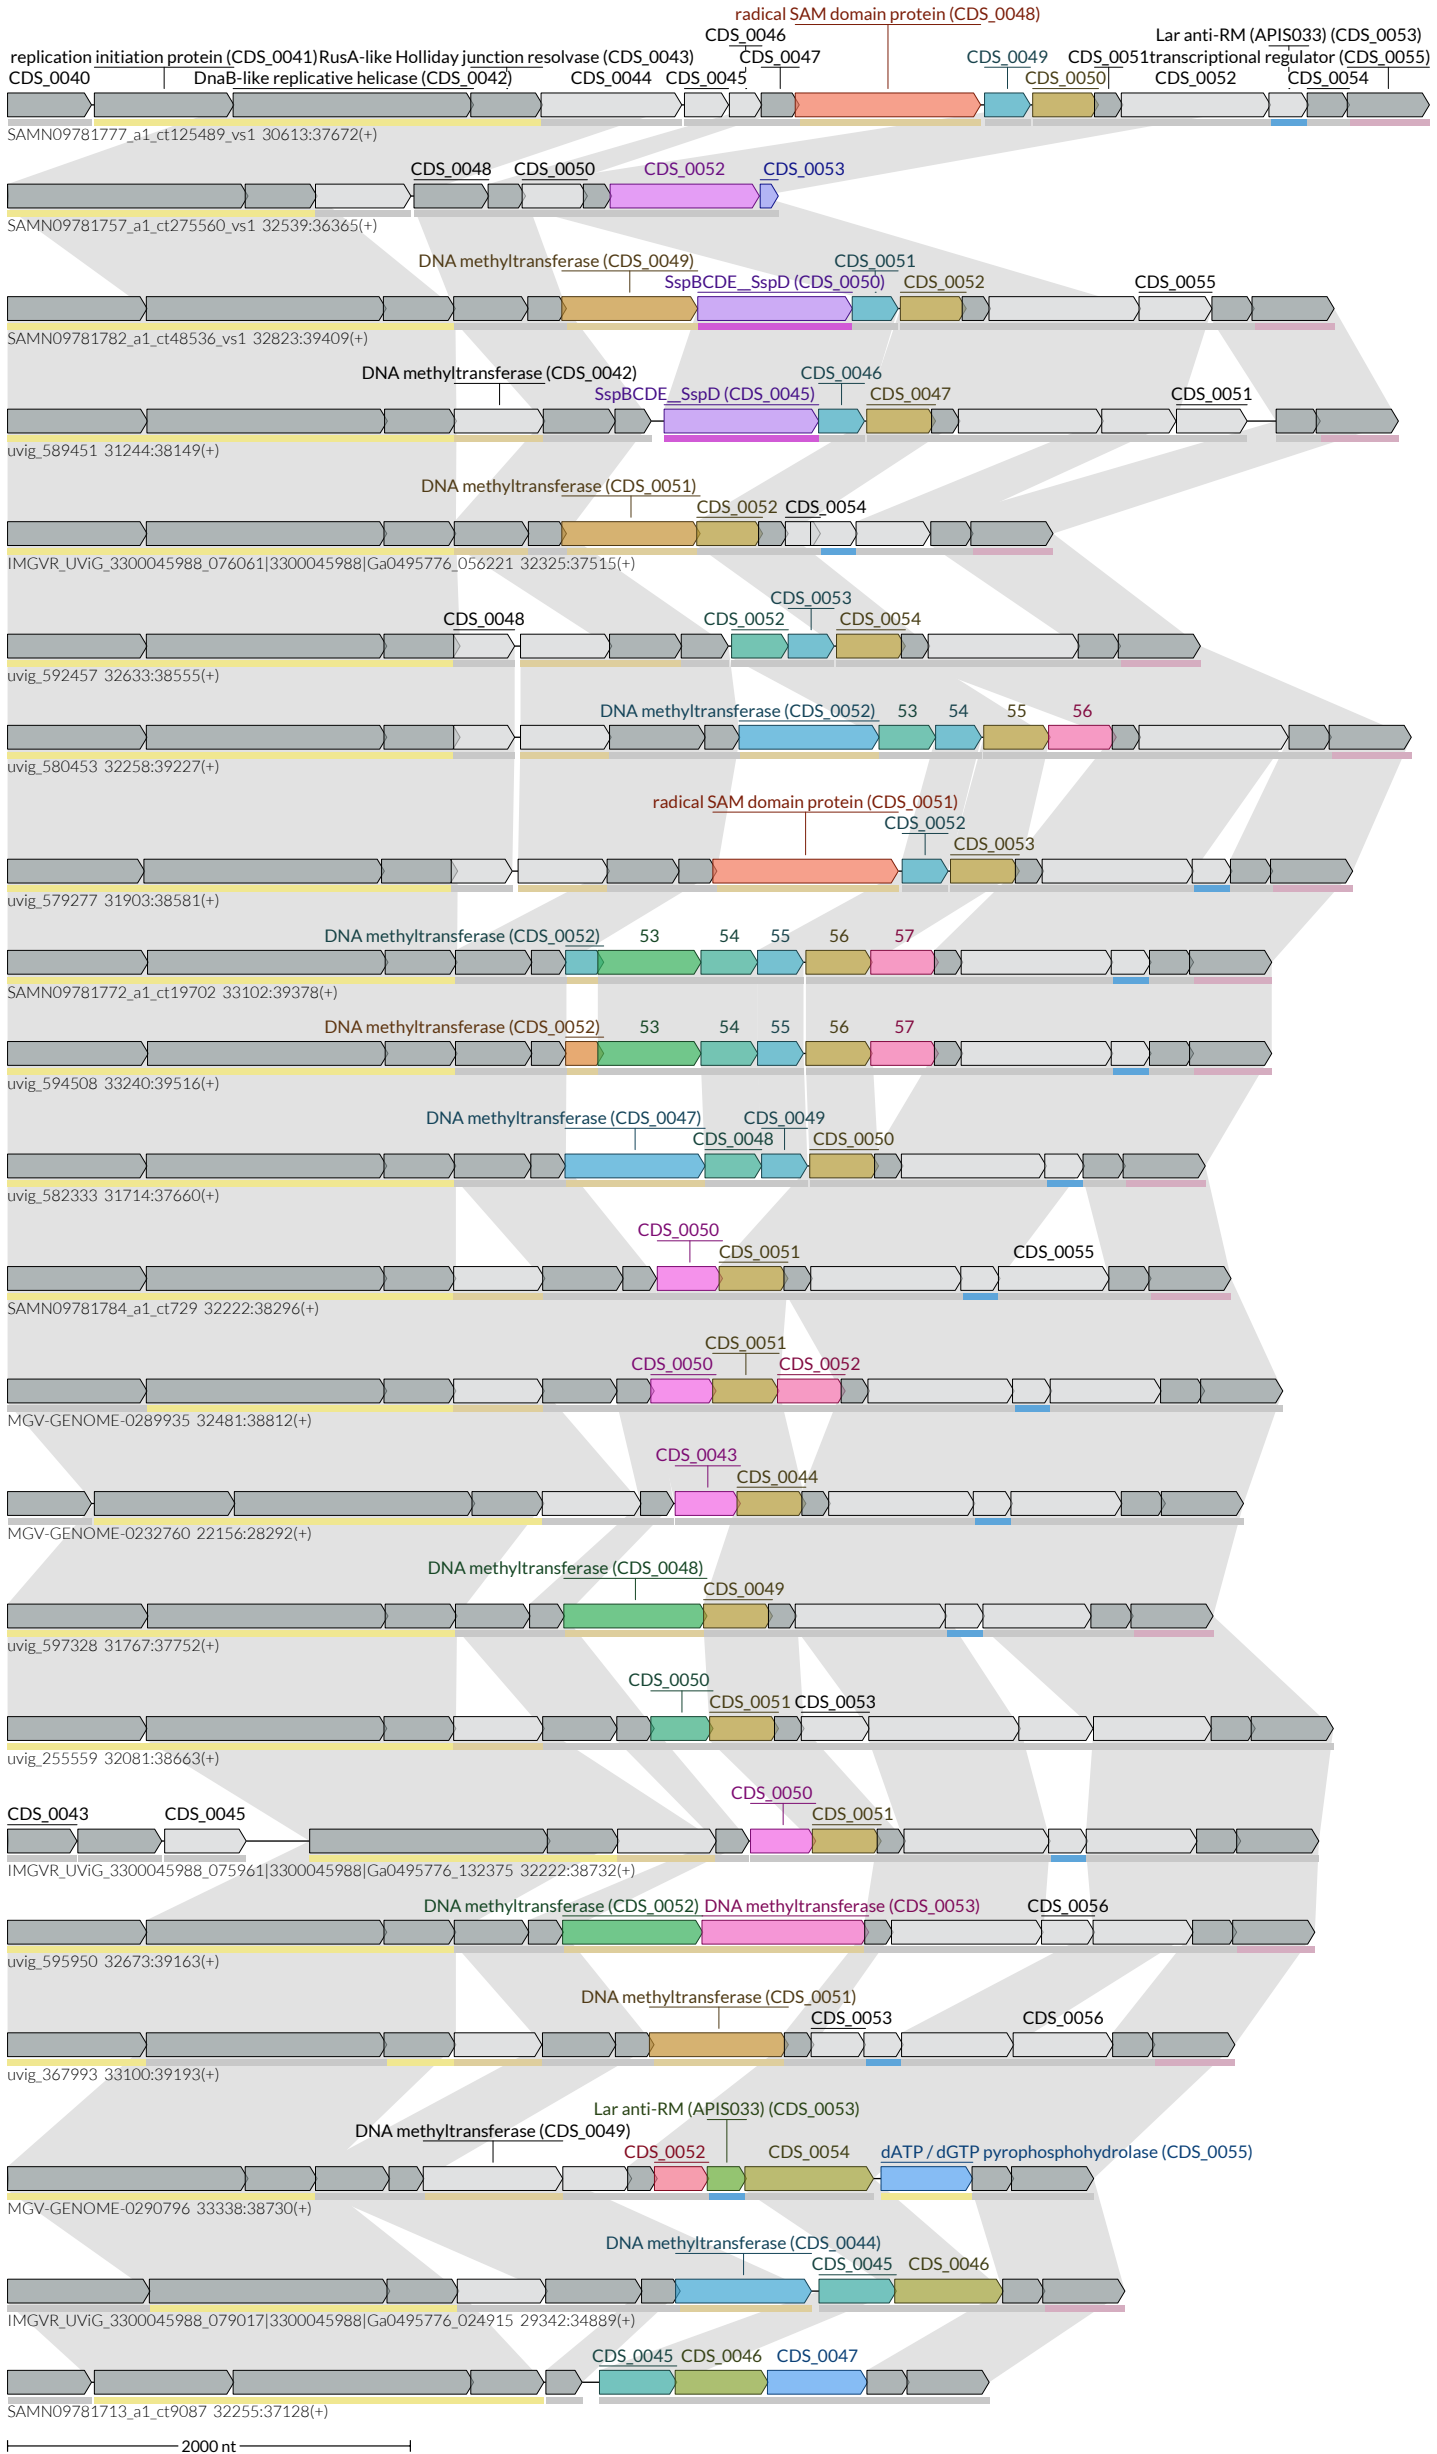 radical SAM domain protein (CDS_0048)
CDS_0046 Lar anti-RM (APIS033) (CDS_0053)
replication initiation protein (CDS_0041) RusA-like Holliday junction resolvase (CDS_0043) CDS_0047 CDS_0049 CDS_0051 transcriptional regulator (CDS_0055)
CDS_0040 DnaB-like replicative helicase (CDS_0042) CDS_0044 CDS_0045 CDS_0050 CDS_0052 CDS_0054
SAMN09781777_a1_ct125489_vs1 30613:37672(+)
CDS_0048 CDS_0050 CDS_0052 CDS_0053
SAMN09781757_a1_ct275560_vs1 32539:36365(+)
DNA methyltransferase (CDS_0049) CDS_0051
SspBCDE__SspD (CDS_0050) CDS_0052 CDS_0055
SAMN09781782_a1_ct48536_vs1 32823:39409(+)
DNA methyltransferase (CDS_0042) CDS_0046
SspBCDE__SspD (CDS_0045) CDS_0047 CDS_0051
uvig_589451 31244:38149(+)
DNA methyltransferase (CDS_0051)
CDS_0052 CDS_0054
IMGVR_UViG_3300045988_076061|3300045988|Ga0495776_056221 32325:37515(+)
CDS_0053
CDS_0048 CDS_0052 CDS_0054
uvig_592457 32633:38555(+)
DNA methyltransferase (CDS_0052) 53 54 55 56
uvig_580453 32258:39227(+)
radical SAM domain protein (CDS_0051)
CDS_0052
CDS_0053
uvig_579277 31903:38581(+)
DNA methyltransferase (CDS_0052) 53 54 55 56 57
SAMN09781772_a1_ct19702 33102:39378(+)
DNA methyltransferase (CDS_0052) 53 54 55 56 57
uvig_594508 33240:39516(+)
DNA methyltransferase (CDS_0047) CDS_0049
CDS_0048 CDS_0050
uvig_582333 31714:37660(+)
CDS_0050
CDS_0051 CDS_0055
SAMN09781784_a1_ct729 32222:38296(+)
CDS_0051
CDS_0050 CDS_0052
MGV-GENOME-0289935 32481:38812(+)
CDS_0043
CDS_0044
MGV-GENOME-0232760 22156:28292(+)
DNA methyltransferase (CDS_0048)
CDS_0049
uvig_597328 31767:37752(+)
CDS_0050
CDS_0051 CDS_0053
uvig_255559 32081:38663(+)
CDS_0050
CDS_0043 CDS_0045 CDS_0051
IMGVR_UViG_3300045988_075961|3300045988|Ga0495776_132375 32222:38732(+)
DNA methyltransferase (CDS_0052) DNA methyltransferase (CDS_0053) CDS_0056
uvig_595950 32673:39163(+)
DNA methyltransferase (CDS_0051)
CDS_0053 CDS_0056
uvig_367993 33100:39193(+)
Lar anti-RM (APIS033) (CDS_0053)
DNA methyltransferase (CDS_0049)
CDS_0052 CDS_0054 dATP / dGTP pyrophosphohydrolase (CDS_0055)
MGV-GENOME-0290796 33338:38730(+)
DNA methyltransferase (CDS_0044)
CDS_0045 CDS_0046
IMGVR_UViG_3300045988_079017|3300045988|Ga0495776_024915 29342:34889(+)
CDS_0045 CDS_0046 CDS_0047
SAMN09781713_a1_ct9087 32255:37128(+)
2000 nt